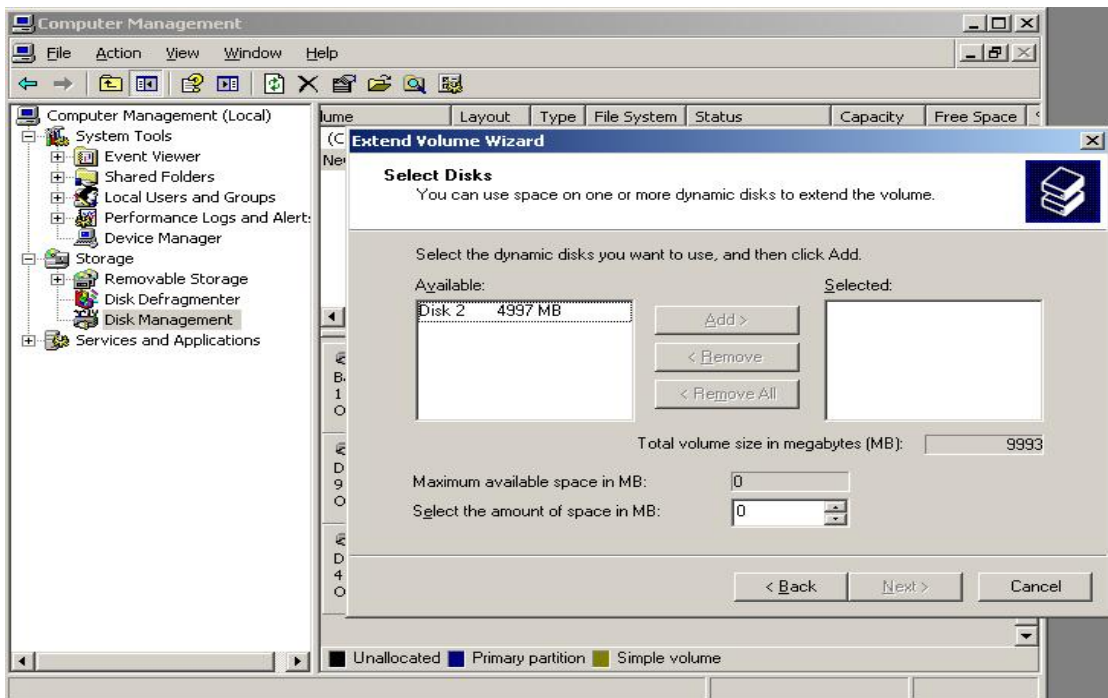 Computer Management
File Action View Window Help
Computer Management (Local)
System Tools
Event Viewer
Shared Folders
Local Users and Groups
Performance Logs and Alert
Device Manager
Storage
Removable Storage
Disk Defragmenter
Disk Management
Services and Applications
lume Layout Type File System Status Capacity Free Space
(C
Ne
B
1
O
D
9
O
D
4
O
Extend Volume Wizard
Select Disks
You can use space on one or more dynamic disks to extend the volume.
Select the dynamic disks you want to use, and then click Add.
Available: Selected:
Disk 2 4997 MB
Add >
< Remove
< Remove All
Total volume size in megabytes (MB): 9993
Maximum available space in MB: 0
Select the amount of space in MB: 0
< Back Next > Cancel
Unallocated Primary partition Simple volume